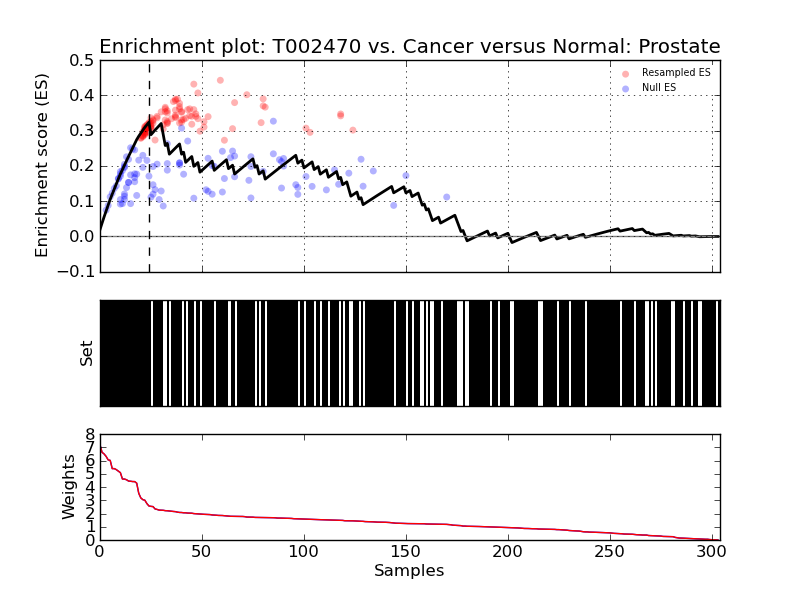 Enrichment plot: T002470 vs. Cancer versus Normal: Prostate
Enrichment score (ES)
0.5
0.4
0.3
0.2
0.1
0.0
−0.1
Resampled ES
Null ES
Set
Weights
8
7
6
5
4
3
2
1
0
0 50 100 150 200 250 300
Samples